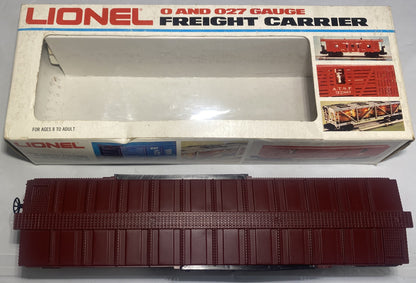 LIONEL
O AND O27 GAUGE
FREIGHT CARRIER
FOR AGES 8 TO ADULT
LIONEL
A.T.S.F.